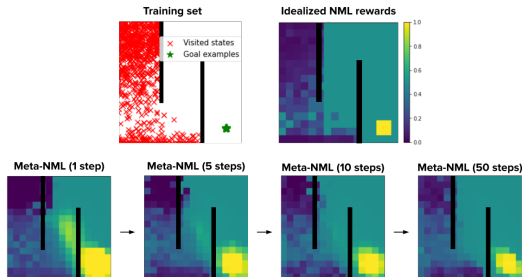 Training set
Visited states
Goal examples
Idealized NML rewards
1.0
0.8
0.6
0.4
0.2
0.0
Meta-NML (1 step)
Meta-NML (5 steps)
Meta-NML (10 steps)
Meta-NML (50 steps)